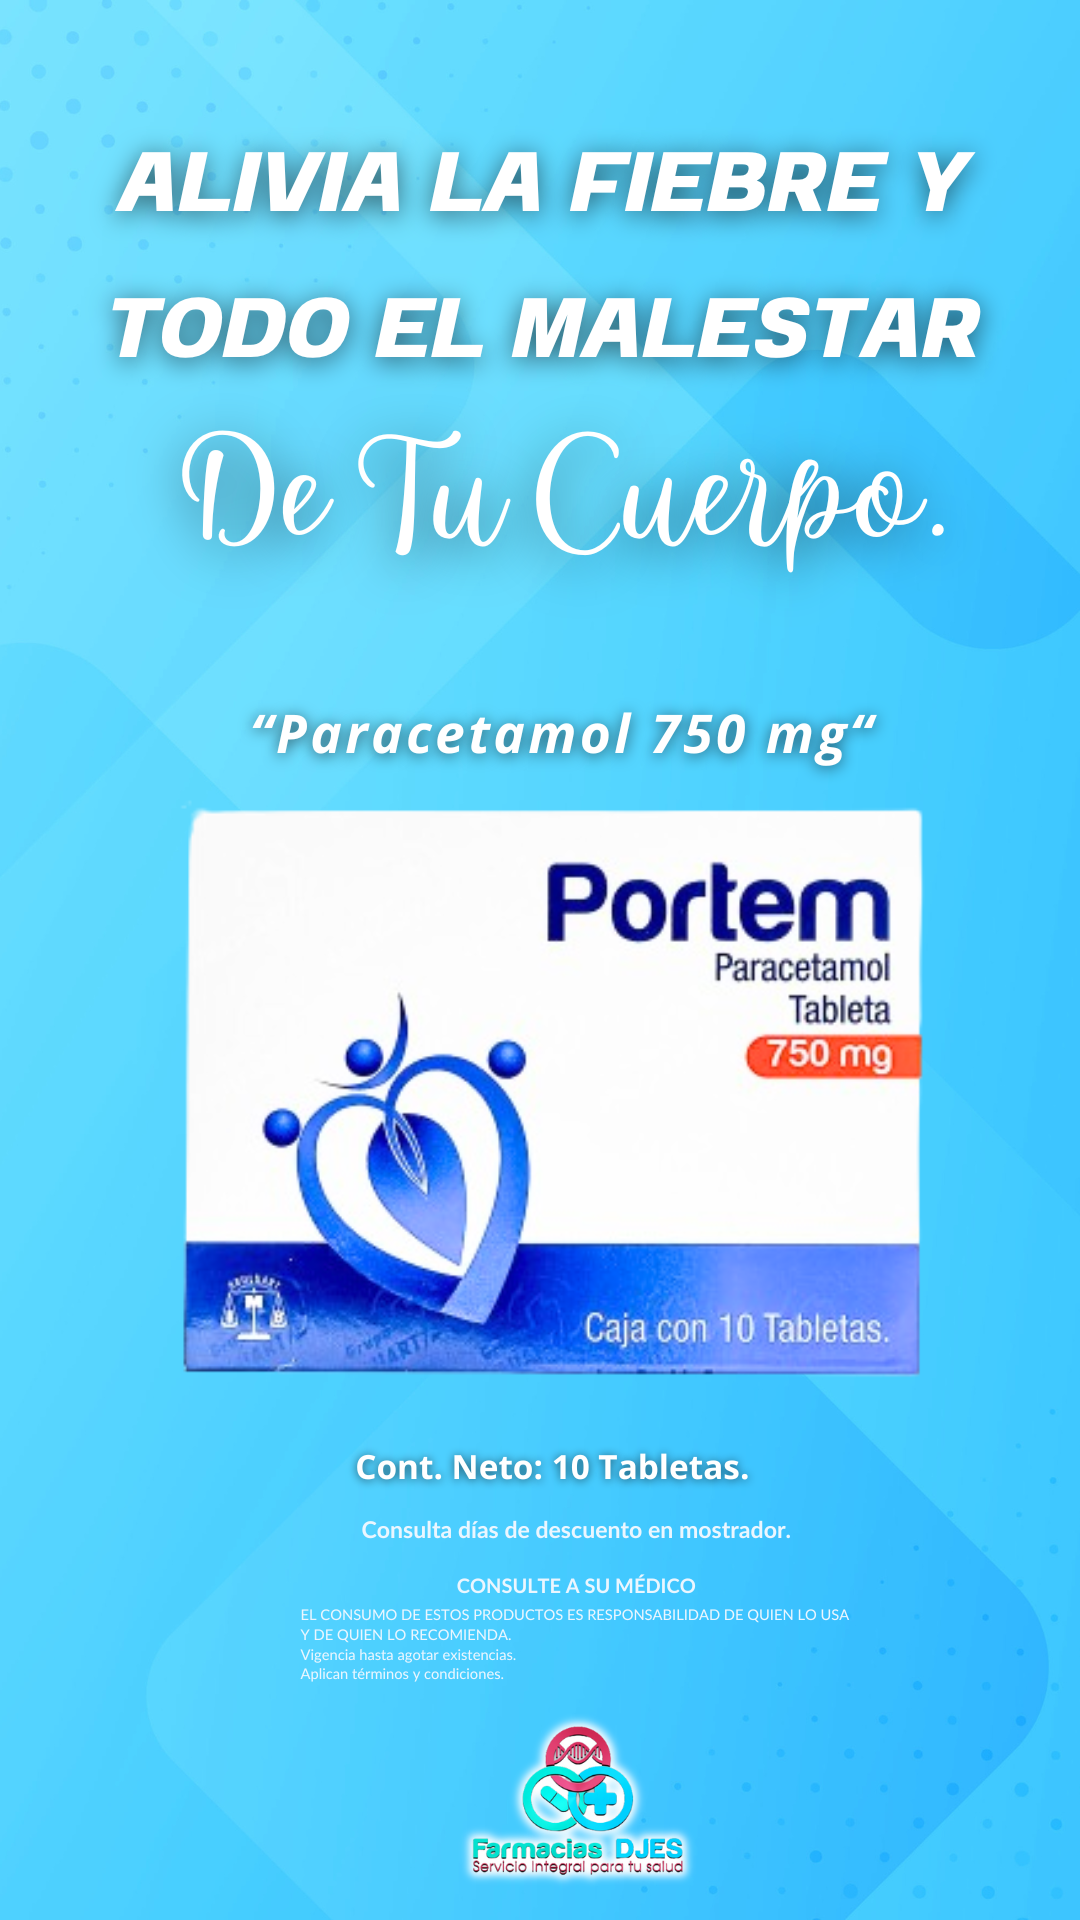 ALIVIA LA FIEBRE Y
TODO EL MALESTAR
De Tu Cuerpo.
“Paracetamol 750 mg“
Portem
Paracetamol
Tableta
750 mg
Caja con 10 Tabletas.
Cont. Neto: 10 Tabletas.
Consulta días de descuento en mostrador.
CONSULTE A SU MÉDICO
EL CONSUMO DE ESTOS PRODUCTOS ES RESPONSABILIDAD DE QUIEN LO USA
Y DE QUIEN LO RECOMIENDA.
Vigencia hasta agotar existencias.
Aplican términos y condiciones.
Farmacias DJES
Servicio integral para tu salud